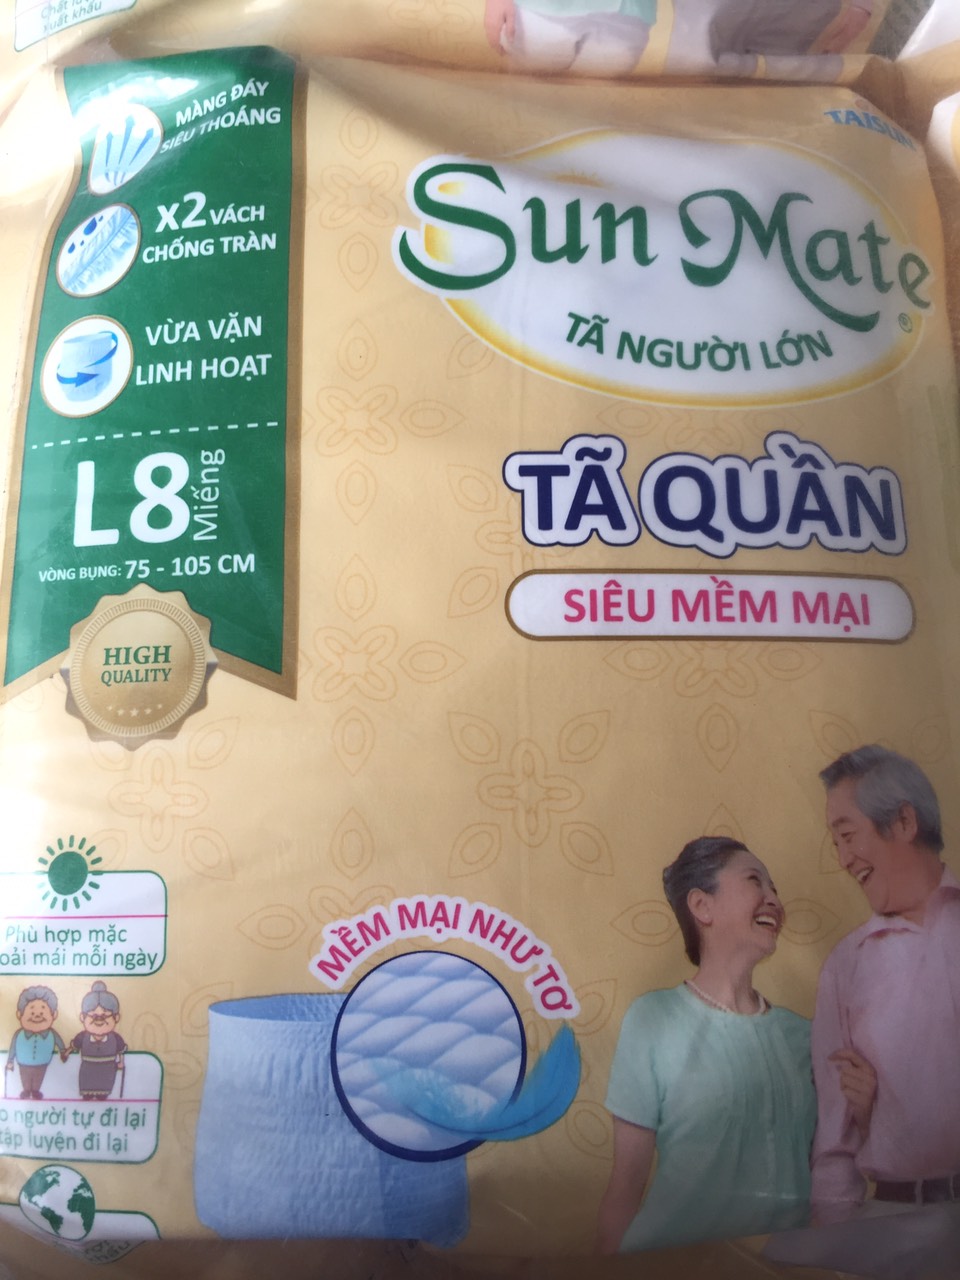 xuất khẩu
MÀNG ĐÁY
SIÊU THOÁNG
X2 VÁCH
CHỐNG TRÀN
VỪA VẶN
LINH HOẠT
L8 Miếng
VÒNG BỤNG: 75 - 105 CM
HIGH
QUALITY
Sun Mate
®
TÃ NGƯỜI LỚN
TÃ QUẦN
SIÊU MỀM MẠI
Phù hợp mặc
mái mỗi ngày
người tự đi lại
tập luyện đi lại
MỀM MẠI NHƯ TƠ